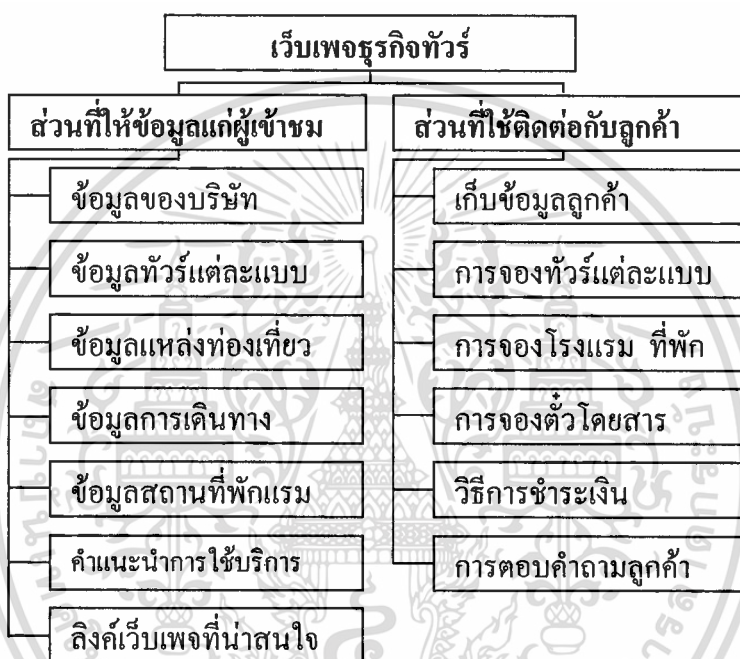 เว็บเพจธุรกิจทัวร์
ส่วนที่ให้ข้อมูลแก่ผู้เข้าชม
ข้อมูลของบริษัท
ข้อมูลทัวร์แต่ละแบบ
ข้อมูลแหล่งท่องเที่ยว
ข้อมูลการเดินทาง
ข้อมูลสถานที่พักแรม
คำแนะนำการใช้บริการ
ลิงค์เว็บเพจที่น่าสนใจ
ส่วนที่ใช้ติดต่อกับลูกค้า
เก็บข้อมูลลูกค้า
การจองทัวร์แต่ละแบบ
การจองโรงแรม ที่พัก
การจองตั๋วโดยสาร
วิธีการชำระเงิน
การตอบคำถามลูกค้า